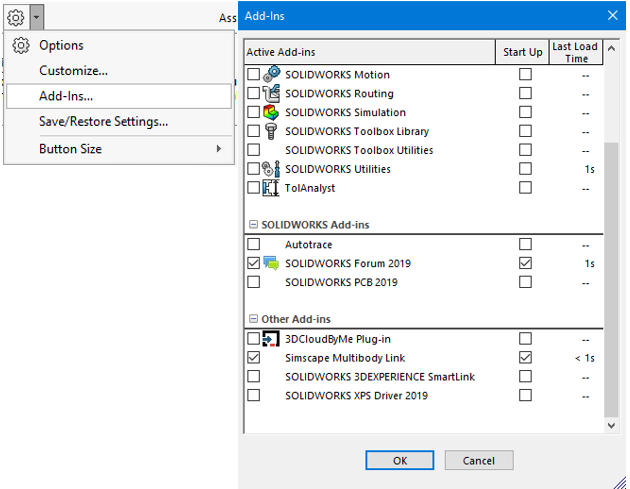 Ass
Options
Customize...
Add-Ins...
Save/Restore Settings...
Button Size
Add-Ins
Active Add-ins Start Up Last Load Time
SOLIDWORKS Motion --
SOLIDWORKS Routing --
SOLIDWORKS Simulation --
SOLIDWORKS Toolbox Library --
SOLIDWORKS Toolbox Utilities --
SOLIDWORKS Utilities 1s
TolAnalyst --
SOLIDWORKS Add-ins
Autotrace --
SOLIDWORKS Forum 2019 1s
SOLIDWORKS PCB 2019 --
Other Add-ins
3DCloudByMe Plug-in --
Simscape Multibody Link < 1s
SOLIDWORKS 3DEXPERIENCE SmartLink --
SOLIDWORKS XPS Driver 2019 --
OK Cancel